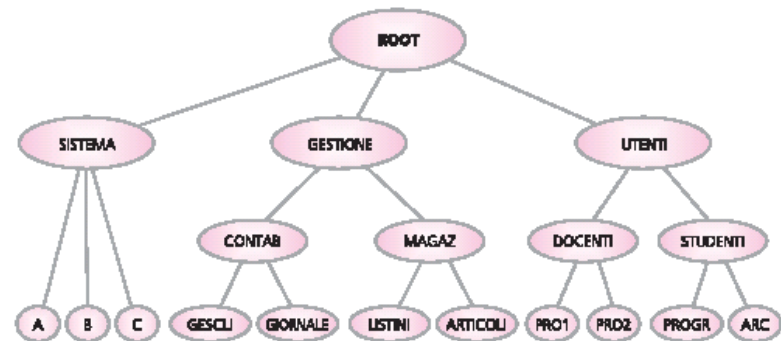 ROOT
SISTEMA GESTIONE UTENTI
CONTAB MAGAZ DOCENTI STUDENTI
A B C GESCLI GIORNALE LISTINI ARTICOLI PRO1 PRO2 PROGR ARC